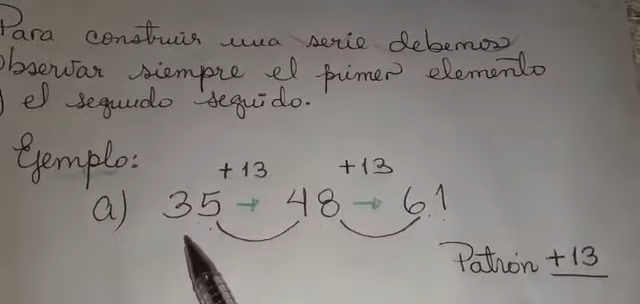 Para construir una serie debemos
observar siempre el primer elemento
y el segundo seguido.
Ejemplo:
+13 +13
a) 35 → 48 → 61
Patrón +13